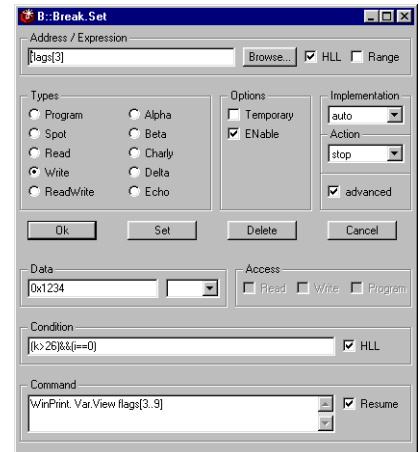 B::Break.Set
Address / Expression
flags[3]
Browse...
HLL
Range
Types
Program
Alpha
Spot
Beta
Read
Charly
Write
Delta
ReadWrite
Echo
Options
Temporary
ENable
Implementation
auto
Action
stop
advanced
Ok
Set
Delete
Cancel
Data
0x1234
Access
Read
Write
Program
Condition
(k>26)&&(i==0)
HLL
Command
WinPrint. Var.View flags[3..9]
Resume